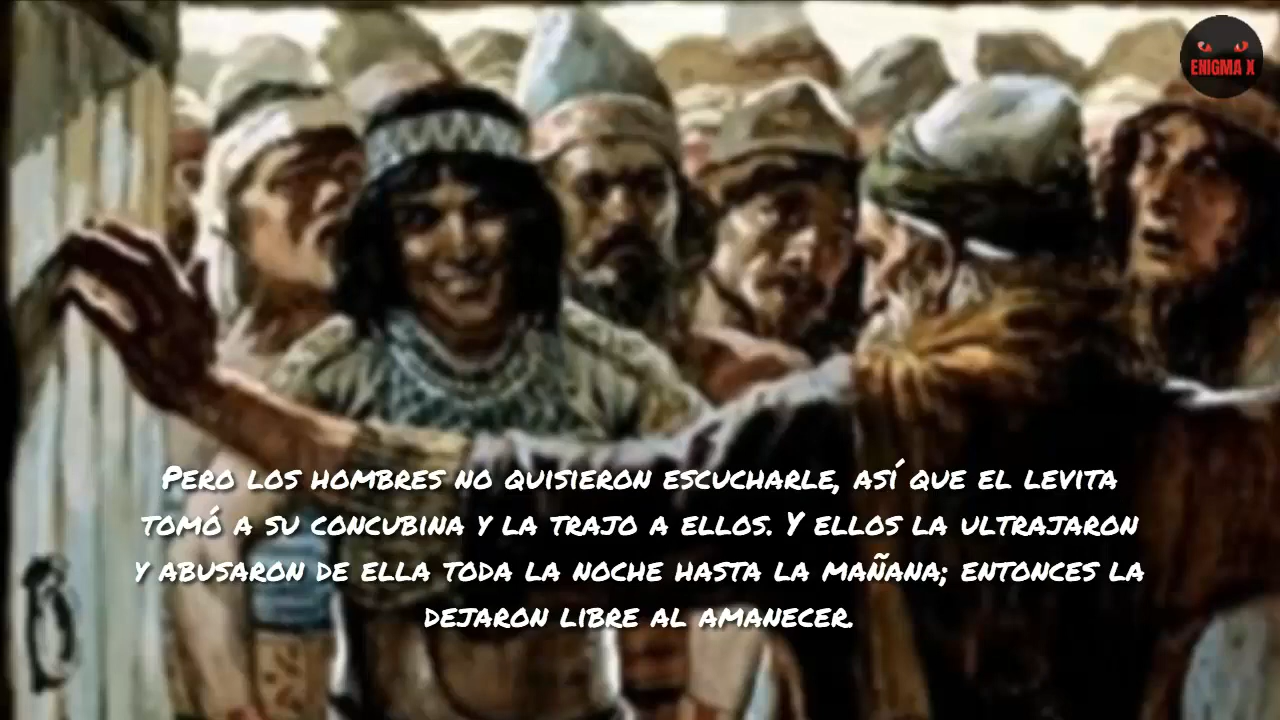 ENIGMA X
Pero los hombres no quisieron escucharle, así que el levita
tomó a su concubina y la trajo a ellos. Y ellos la ultrajaron
y abusaron de ella toda la noche hasta la mañana; entonces la
dejaron libre al amanecer.